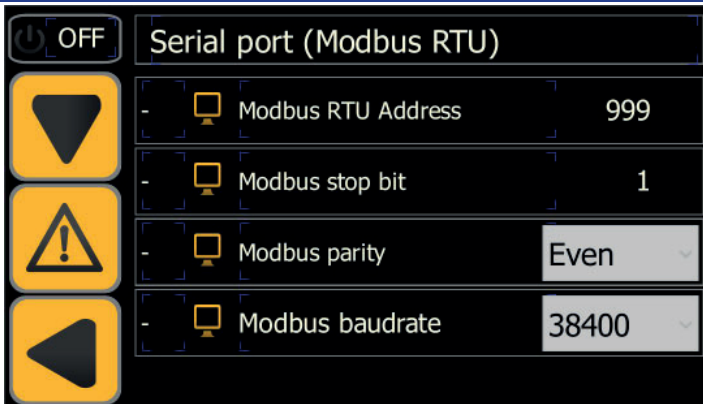 OFF
Serial port (Modbus RTU)
- Modbus RTU Address 999
- Modbus stop bit 1
- Modbus parity Even
- Modbus baudrate 38400